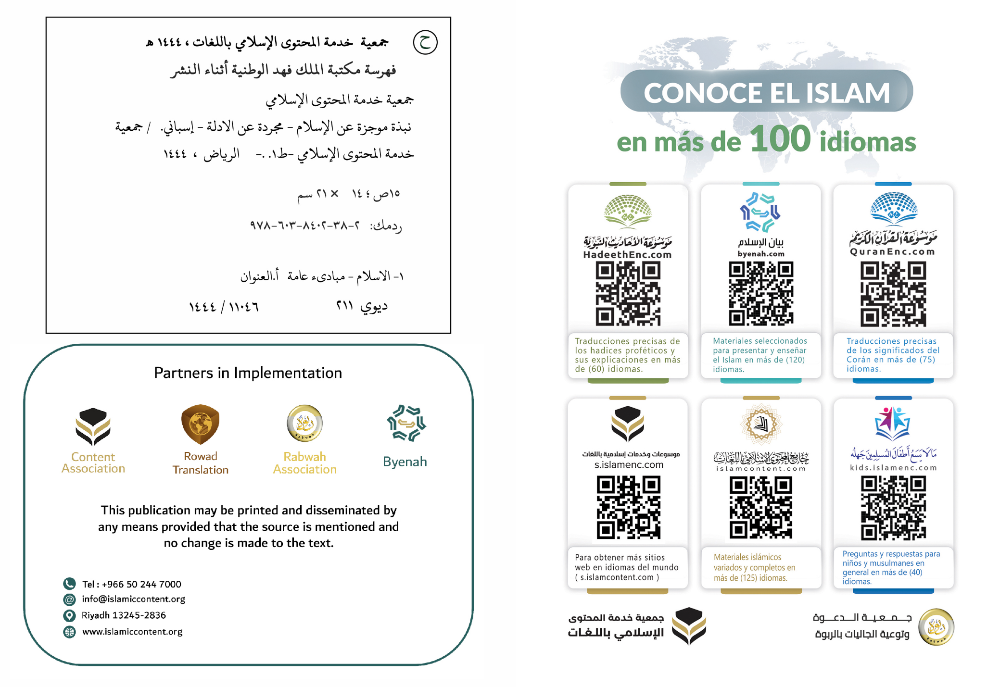 ح
جمعية خدمة المحتوى الإسلامي باللغات ، ١٤٤٤ هـ
فهرسة مكتبة الملك فهد الوطنية أثناء النشر
جمعية خدمة المحتوى الإسلامي
نبذة موجزة عن الإسلام - مجردة عن الادلة - إسباني. / جمعية
خدمة المحتوى الإسلامي -ط١. .- الرياض ، ١٤٤٤
١٥ص ؛ ١٤ × ٢١ سم
ردمك: ٢-٣٨-٨٤٠٢-٦٠٣-٩٧٨
١- الاسلام - مبادىء عامة أ.العنوان
ديوي ٢١١ ١١٠٤٦ / ١٤٤٤
Partners in Implementation
Content
Association
Rowad
Translation
Rabwah
Association
Byenah
This publication may be printed and disseminated by
any means provided that the source is mentioned and
no change is made to the text.
Tel : +966 50 244 7000
info@islamiccontent.org
Riyadh 13245-2836
www.islamiccontent.org
CONOCE EL ISLAM
en más de 100 idiomas
موسوعة الأحاديث النبوية
HadeethEnc.com
Traducciones precisas de
los hadices proféticos y
sus explicaciones en más
de (60) idiomas.
بيان الإسلام
byenah.com
Materiales seleccionados
para presentar y enseñar
el Islam en más de (120)
idiomas.
موسوعة القرآن الكريم
QuranEnc.com
Traducciones precisas
de los significados del
Corán en más de (75)
idiomas.
موسوعات وخدمات إسلامية باللغات
s.islamenc.com
Para obtener más sitios
web en idiomas del mundo
( s.islamcontent.com )
جامع المحتوى الإسلامي باللغات
islamcontent.com
Materiales islámicos
variados y completos en
más de (125) idiomas.
مَا لَا يَسَعُ أَطْفَالَ المُسْلِمِينَ جَهْلُهُ
kids.islamenc.com
Preguntas y respuestas para
niños y musulmanes en
general en más de (40)
idiomas.
جمعية خدمة المحتوى
الإسلامي باللغات
جـمـعـيـة الـدعـوة
وتوعية الجاليات بالربوة
ربوة
Rabwah